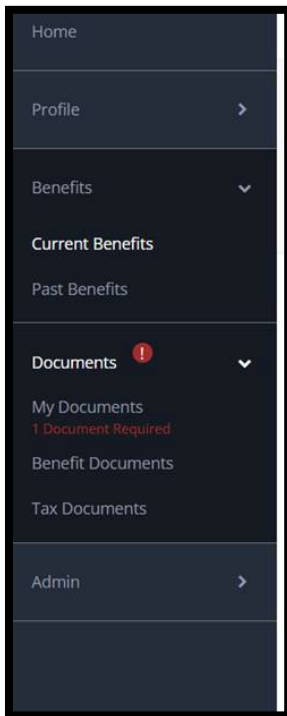 Home
Profile
Benefits
Current Benefits
Past Benefits
Documents !
My Documents
1 Document Required
Benefit Documents
Tax Documents
Admin